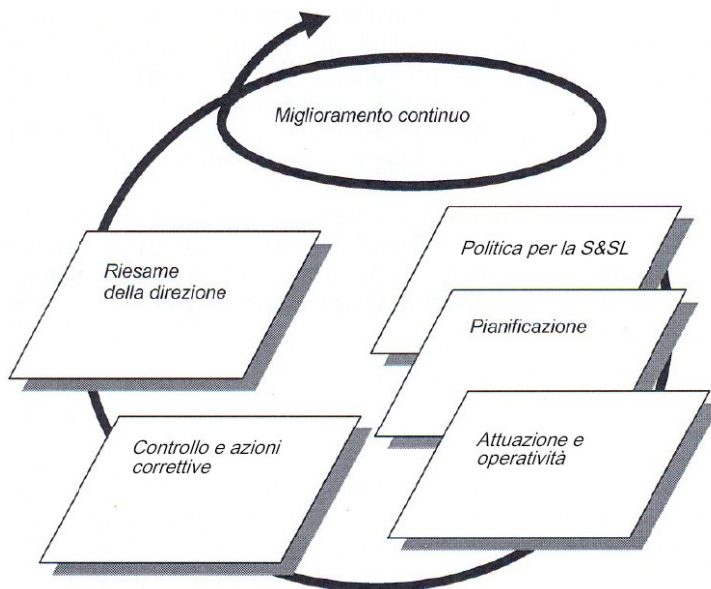 Miglioramento continuo
Politica per la S&SL
Pianificazione
Attuazione e
operatività
Controllo e azioni
correttive
Riesame
della direzione